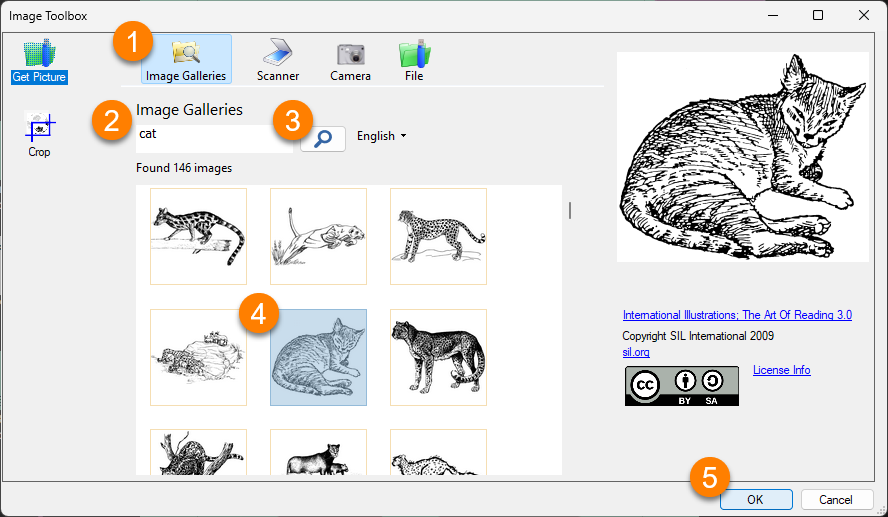 Image Toolbox
1
Get Picture
Image Galleries
Scanner
Camera
File
2
Image Galleries
3
cat
English
Crop
Found 146 images
4
International Illustrations; The Art Of Reading 3.0
Copyright SIL International 2009
sil.org
cc
BY SA
License Info
5
OK
Cancel